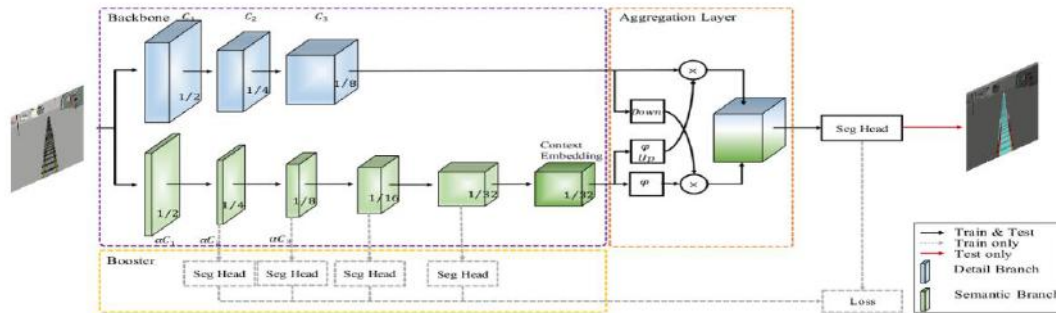 Backbone
C₁
C₂
C₃
Aggregation Layer
1/2
1/4
1/8
Down
φ
Up
φ
Context
Embedding
Seg Head
1/2
1/4
1/8
1/16
1/32
1/32
αC₁
αC
αC
Booster
Seg Head
Seg Head
Seg Head
Seg Head
Loss
Train & Test
Train only
Test only
Detail Branch
Semantic Branch